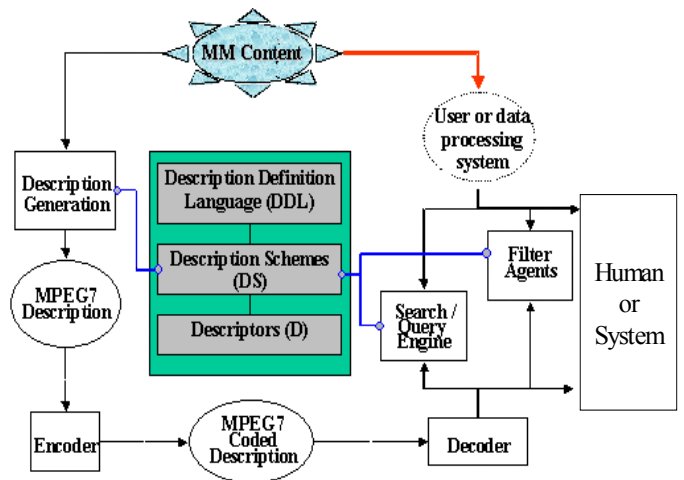 MM Content
User or data
processing
system
Description
Generation
Description Definition
Language (DDL)
Description Schemes
(DS)
Descriptors (D)
Filter
Agents
Human
or
System
MPEG7
Description
Search /
Query
Engine
Encoder
MPEG7
Coded
Description
Decoder